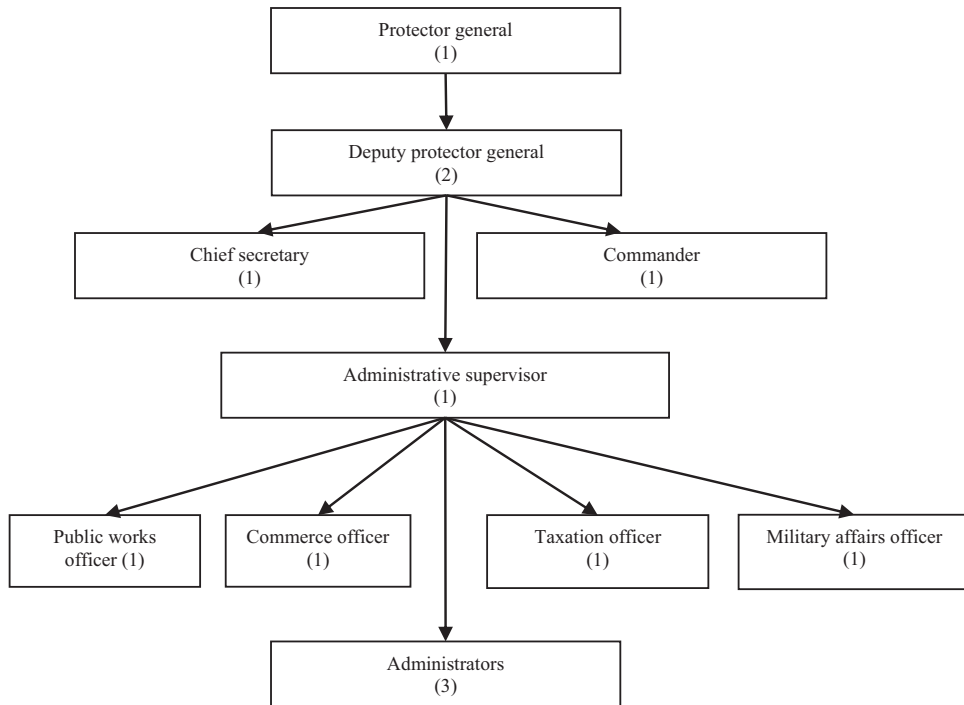 Protector general
(1)
Deputy protector general
(2)
Chief secretary
(1)
Commander
(1)
Administrative supervisor
(1)
Public works
officer (1)
Commerce officer
(1)
Taxation officer
(1)
Military affairs officer
(1)
Administrators
(3)